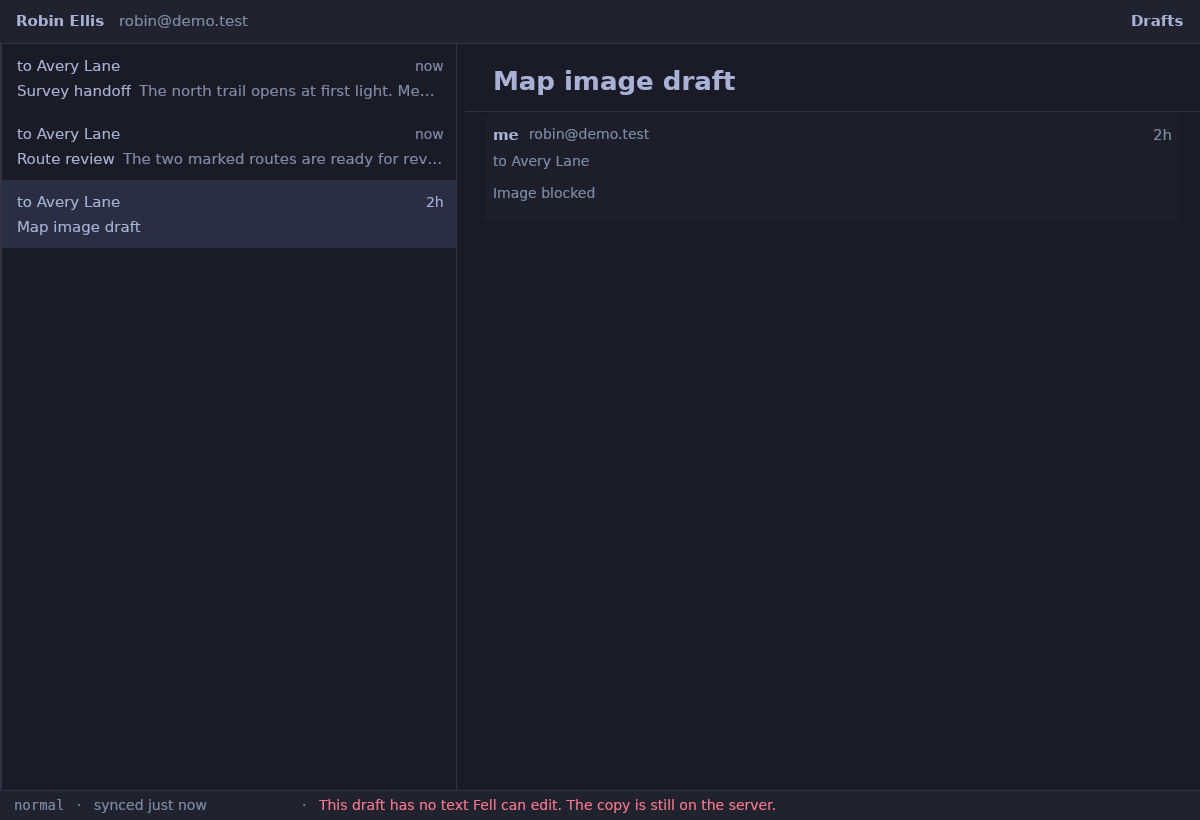 Robin Ellis robin@demo.test Drafts
to Avery Lane now
Survey handoff The north trail opens at first light. Me…
to Avery Lane now
Route review The two marked routes are ready for rev…
to Avery Lane 2h
Map image draft
Map image draft
me robin@demo.test 2h
to Avery Lane
Image blocked
normal · synced just now · This draft has no text Fell can edit. The copy is still on the server.